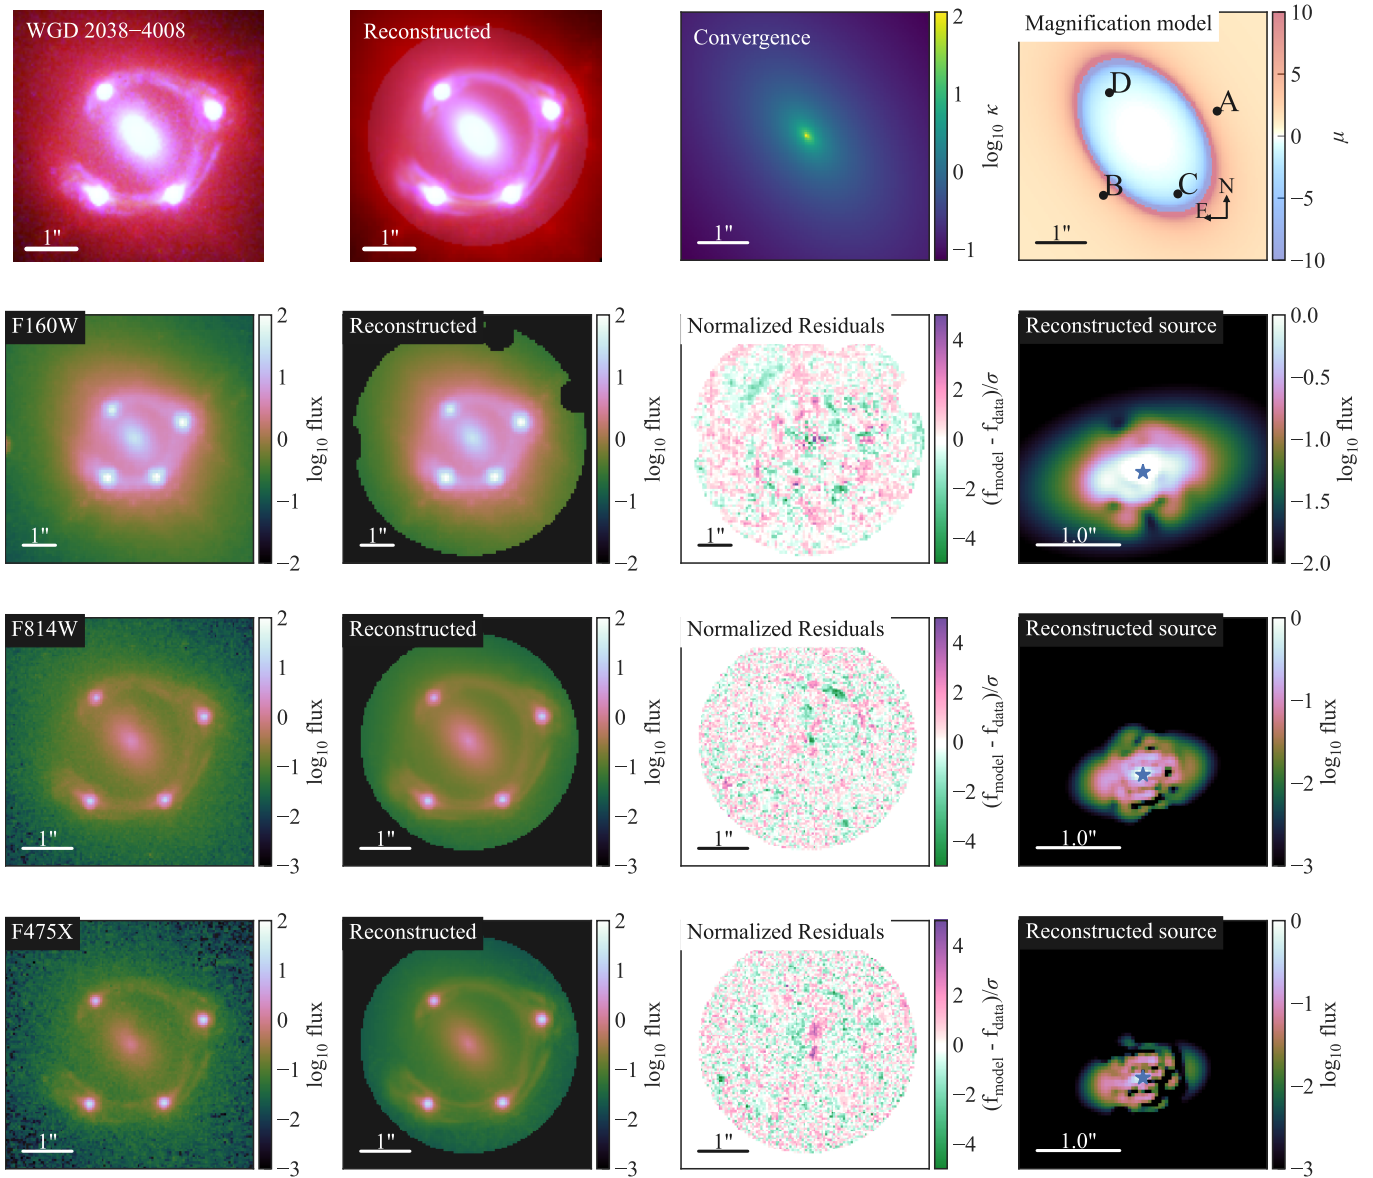 WGD 2038−4008
1"
Reconstructed
1"
Convergence
1"
2
1
0
−1
log10 κ
Magnification model
D
A
B
C
N
E
1"
10
5
0
−5
−10
μ
F160W
1"
2
1
0
−1
−2
log10 flux
Reconstructed
1"
2
1
0
−1
−2
log10 flux
Normalized Residuals
1"
4
2
0
−2
−4
(fmodel - fdata)/σ
Reconstructed source
1.0"
0.0
−0.5
−1.0
−1.5
−2.0
log10 flux
F814W
1"
2
1
0
−1
−2
−3
log10 flux
Reconstructed
1"
2
1
0
−1
−2
−3
log10 flux
Normalized Residuals
1"
4
2
0
−2
−4
(fmodel - fdata)/σ
Reconstructed source
1.0"
0
−1
−2
−3
log10 flux
F475X
1"
2
1
0
−1
−2
−3
log10 flux
Reconstructed
1"
2
1
0
−1
−2
−3
log10 flux
Normalized Residuals
1"
4
2
0
−2
−4
(fmodel - fdata)/σ
Reconstructed source
1.0"
0
−1
−2
−3
log10 flux